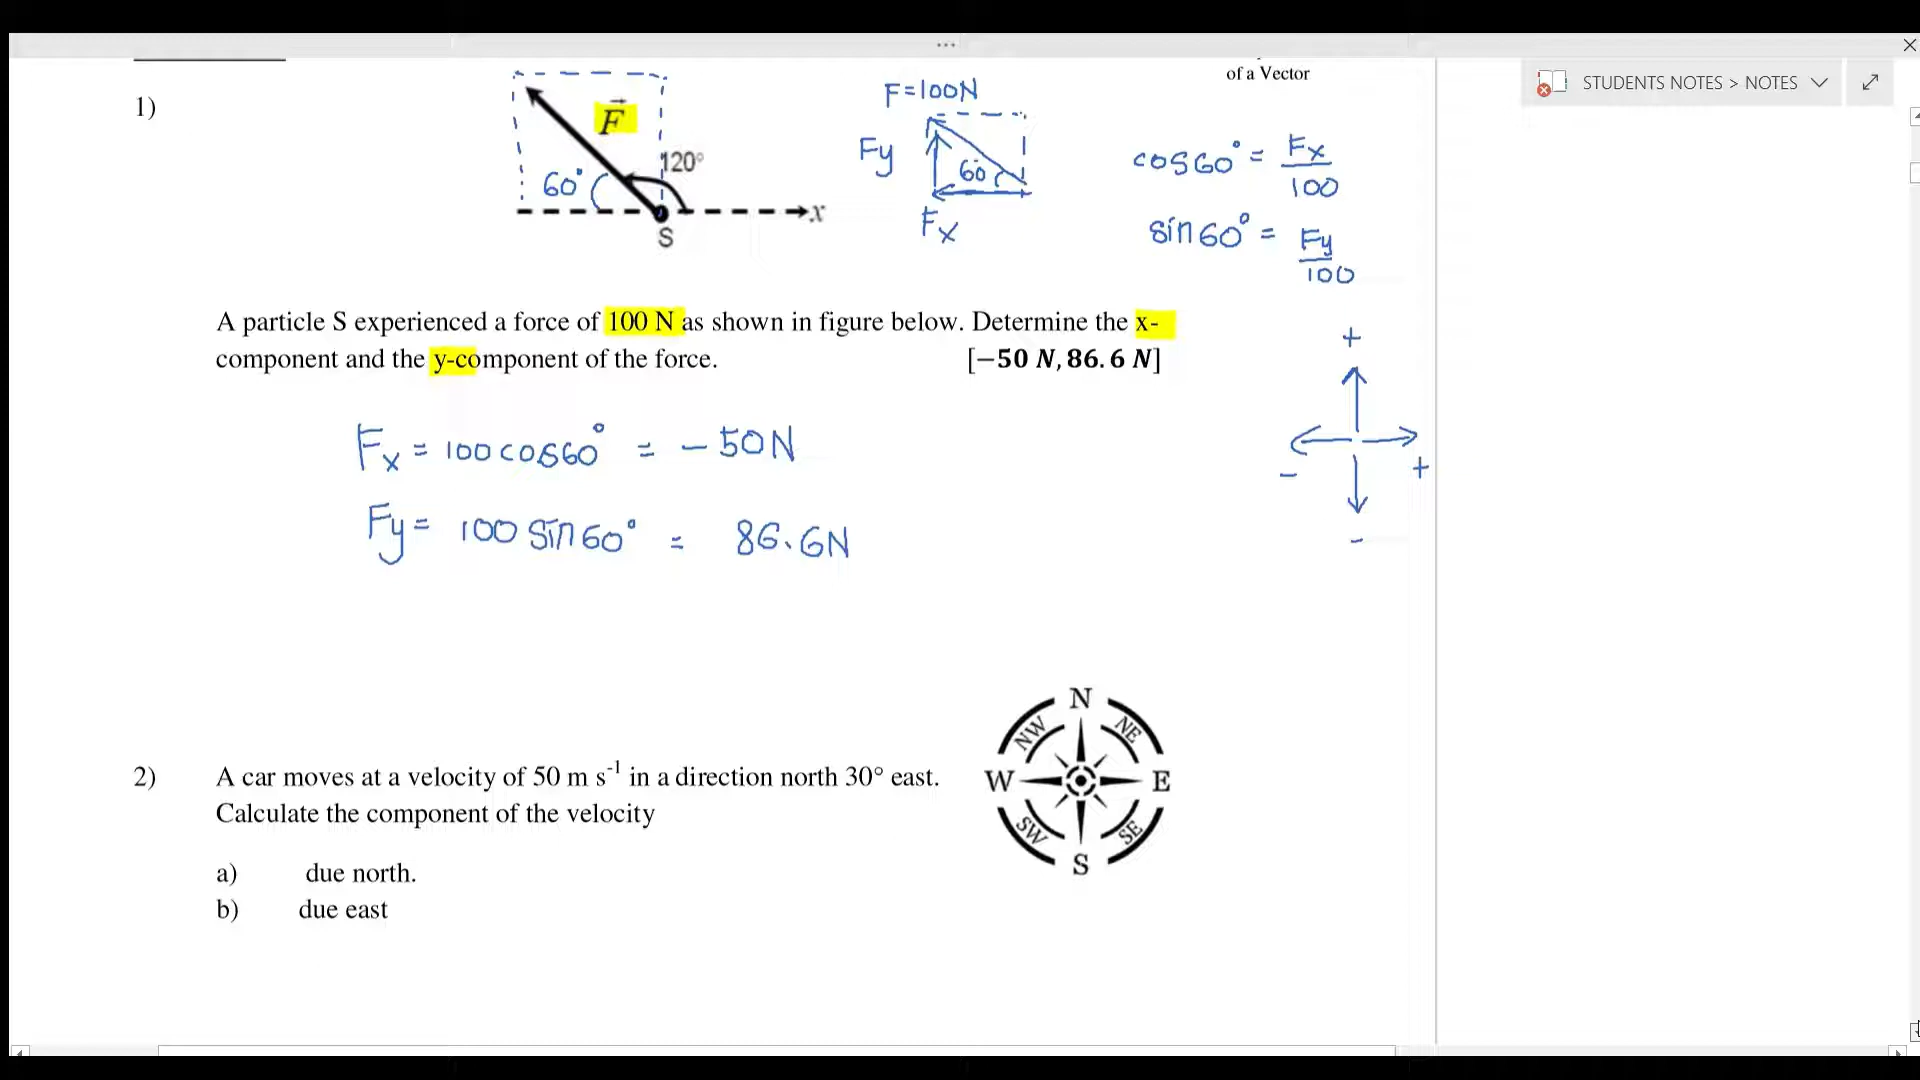 of a Vector
STUDENTS NOTES > NOTES
1)
F
120°
60°
S
x
F=100N
Fy
60
Fx
cos60° = Fx
100
sin60° = Fy
100
A particle S experienced a force of 100 N as shown in figure below. Determine the x-
component and the y-component of the force. [−50 N, 86.6 N]
+
- +
-
Fx = 100cos60° = -50N
Fy = 100 sin60° = 86.6N
2) A car moves at a velocity of 50 m s-1 in a direction north 30° east.
Calculate the component of the velocity
a) due north.
b) due east
N
NW NE
W E
SW SE
S